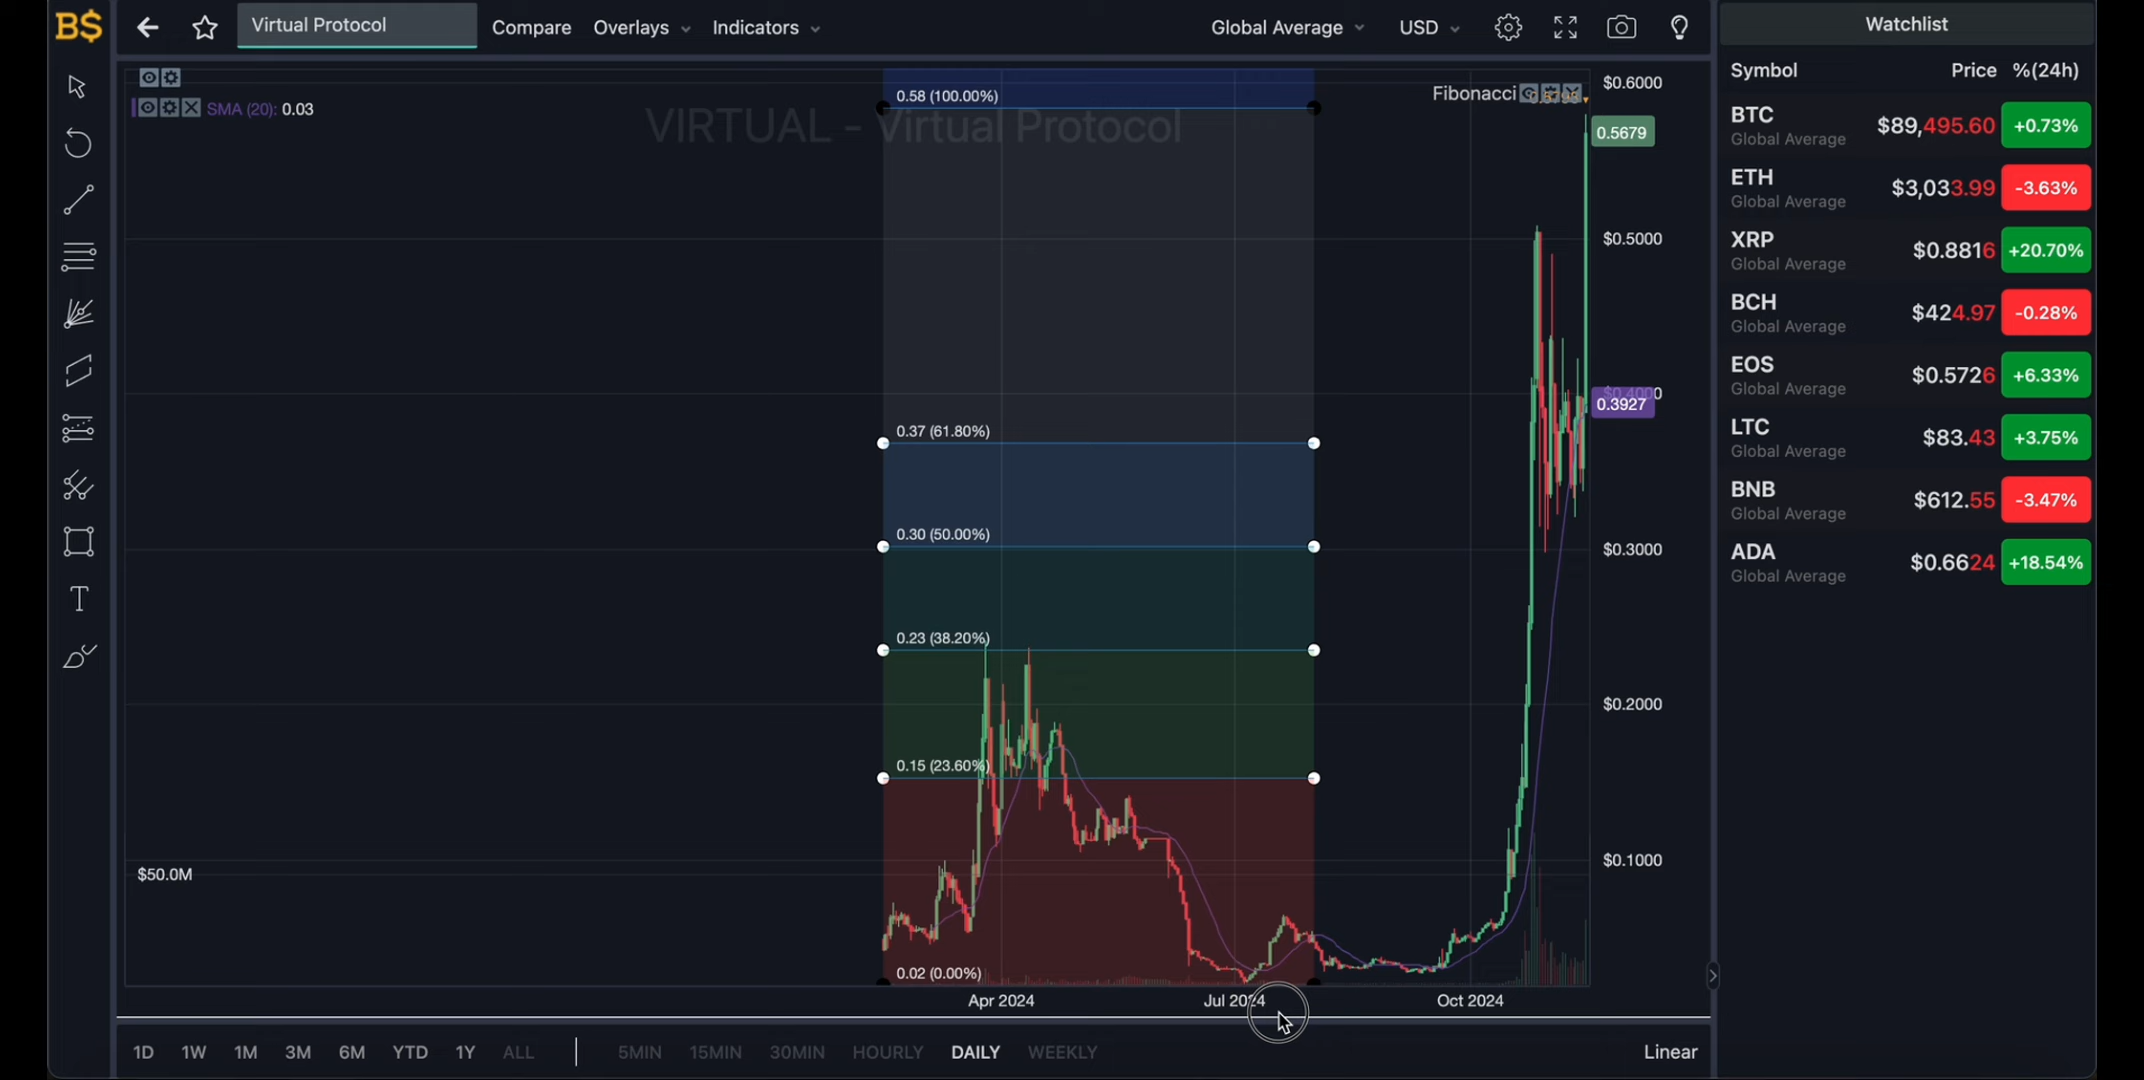 B$
Virtual Protocol
Compare
Overlays
Indicators
Global Average
USD
Watchlist
Symbol Price %(24h)
SMA (20): 0.03
VIRTUAL - Virtual Protocol
Fibonacci
0.58 (100.00%)
0.37 (61.80%)
0.30 (50.00%)
0.23 (38.20%)
0.15 (23.60%)
0.02 (0.00%)
$50.0M
$0.6000
0.5679
$0.5000
0.3927
$0.3000
$0.2000
$0.1000
Apr 2024
Jul 2024
Oct 2024
BTC $89,495.60 +0.73%
Global Average
ETH $3,033.99 -3.63%
Global Average
XRP $0.8816 +20.70%
Global Average
BCH $424.97 -0.28%
Global Average
EOS $0.5726 +6.33%
Global Average
LTC $83.43 +3.75%
Global Average
BNB $612.55 -3.47%
Global Average
ADA $0.6624 +18.54%
Global Average
1D 1W 1M 3M 6M YTD 1Y ALL
5MIN 15MIN 30MIN HOURLY DAILY WEEKLY
Linear